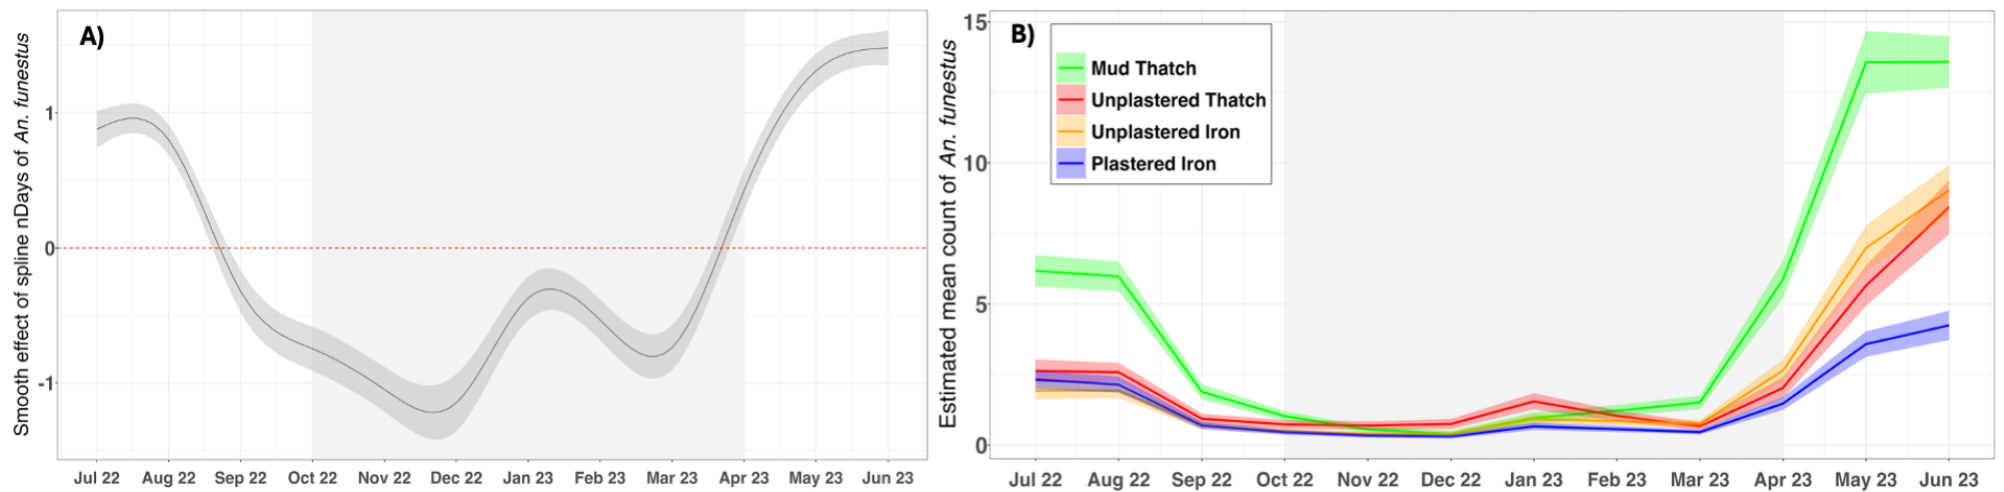 A)
Smooth effect of spline nDays of An. funestus
1
0
-1
Jul 22 Aug 22 Sep 22 Oct 22 Nov 22 Dec 22 Jan 23 Feb 23 Mar 23 Apr 23 May 23 Jun 23
B)
Estimated mean count of An. funestus
15
10
5
0
Mud Thatch
Unplastered Thatch
Unplastered Iron
Plastered Iron
Jul 22 Aug 22 Sep 22 Oct 22 Nov 22 Dec 22 Jan 23 Feb 23 Mar 23 Apr 23 May 23 Jun 23